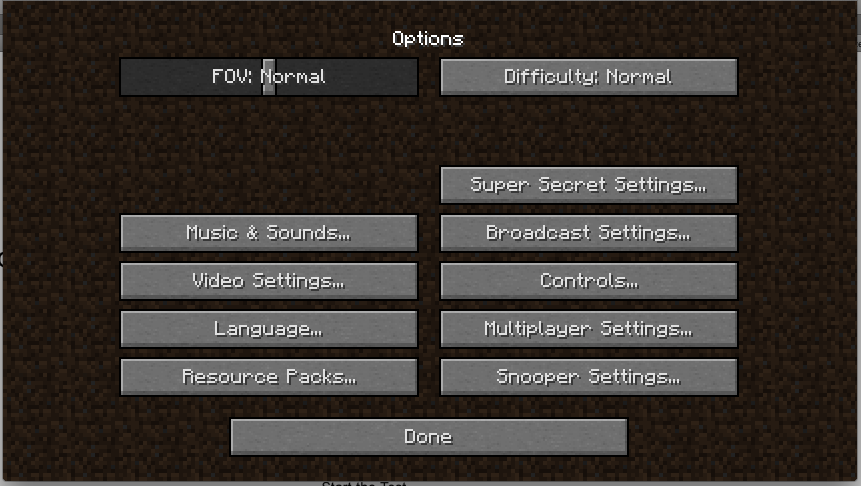 Options
FOV: Normal
Difficulty: Normal
Super Secret Settings...
Music & Sounds...
Broadcast Settings...
Video Settings...
Controls...
Language...
Multiplayer Settings...
Resource Packs...
Snooper Settings...
Done
Start the Test